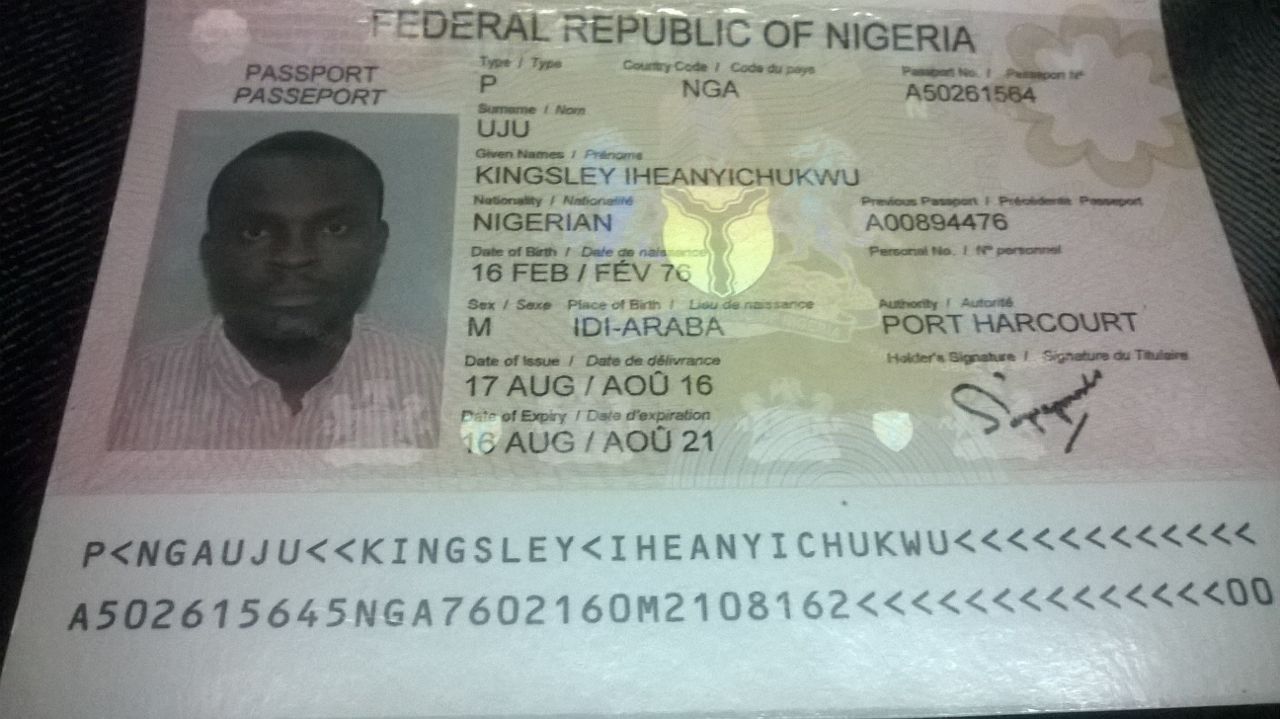 FEDERAL REPUBLIC OF NIGERIA
PASSPORT
PASSEPORT
Type / Type
Country Code / Code du pays
Passport No. / Passeport N°
P
NGA
A50261564
Surname / Nom
UJU
Given Names / Prénoms
KINGSLEY IHEANYICHUKWU
Nationality / Nationalité
Previous Passport / Précédente Passeport
NIGERIAN
A00894476
Date of Birth / Date de naissance
Personal No. / N° personnel
16 FEB / FÉV 76
Sex / Sexe
Place of Birth / Lieu de naissance
Authority / Autorité
M
IDI-ARABA
PORT HARCOURT
Date of Issue / Date de délivrance
Holder's Signature / Signature du Titulaire
17 AUG / AOÛ 16
Date of Expiry / Date d'expiration
16 AUG / AOÛ 21
P<NGAUJU<<KINGSLEY<IHEANYICHUKWU<<<<<<<<<<<<
A502615645NGA7602160M2108162<<<<<<<<<<<<<<00